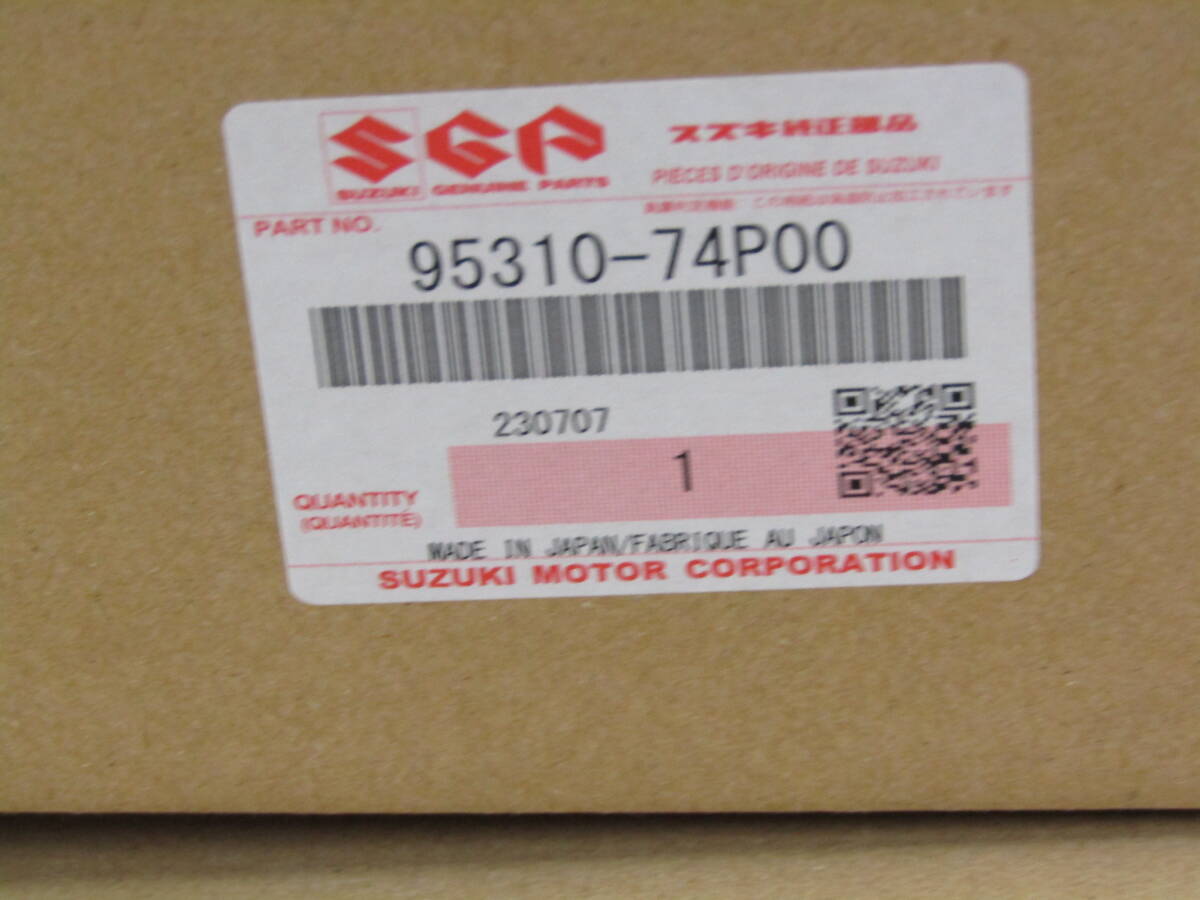 SGP
スズキ純正部品
SUZUKI GENUINE PARTS
PIECES D'ORIGINE DE SUZUKI
PART NO.
95310-74P00
230707
1
QUANTITY
(QUANTITÉ)
MADE IN JAPAN/FABRIQUE AU JAPON
SUZUKI MOTOR CORPORATION